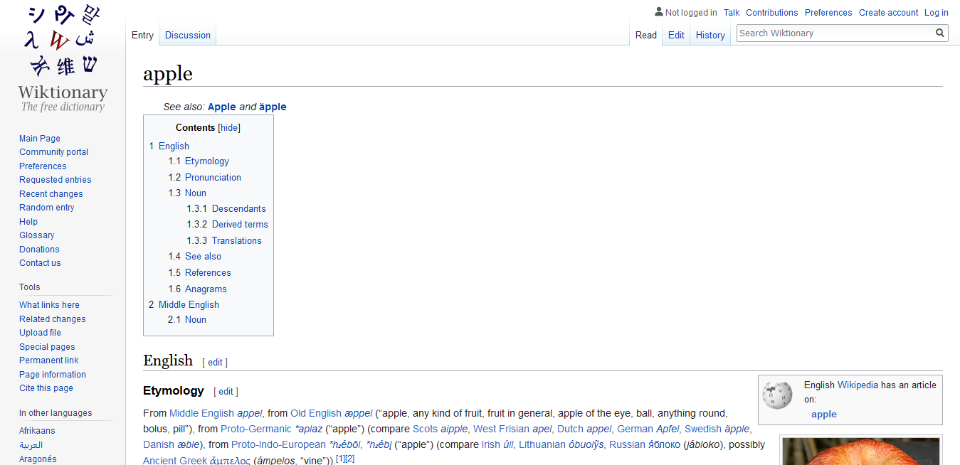 Not logged in Talk Contributions Preferences Create account Log in
Entry Discussion Read Edit History Search Wiktionary
シ ウ 말
λ W ش
维 ש
Wiktionary
The free dictionary
Main Page
Community portal
Preferences
Requested entries
Recent changes
Random entry
Help
Glossary
Donations
Contact us
Tools
What links here
Related changes
Upload file
Special pages
Permanent link
Page information
Cite this page
In other languages
Afrikaans
العربية
Aragonés
apple
See also: Apple and äpple
Contents [hide]
1 English
1.1 Etymology
1.2 Pronunciation
1.3 Noun
1.3.1 Descendants
1.3.2 Derived terms
1.3.3 Translations
1.4 See also
1.5 References
1.6 Anagrams
2 Middle English
2.1 Noun
English [ edit ]
Etymology [ edit ]
From Middle English appel, from Old English æppel (“apple, any kind of fruit, fruit in general, apple of the eye, ball, anything round,
bolus, pill”), from Proto-Germanic *aplaz (“apple”) (compare Scots aipple, West Frisian apel, Dutch appel, German Apfel, Swedish äpple,
Danish æble), from Proto-Indo-European *h₂ébōl, *h₂ébl̥ (“apple”) (compare Irish úll, Lithuanian óbuolỹs, Russian я́блоко (jábloko), possibly
Ancient Greek ἄμπελος (ámpelos, “vine”)).[1][2]
English Wikipedia has an article
on:
apple